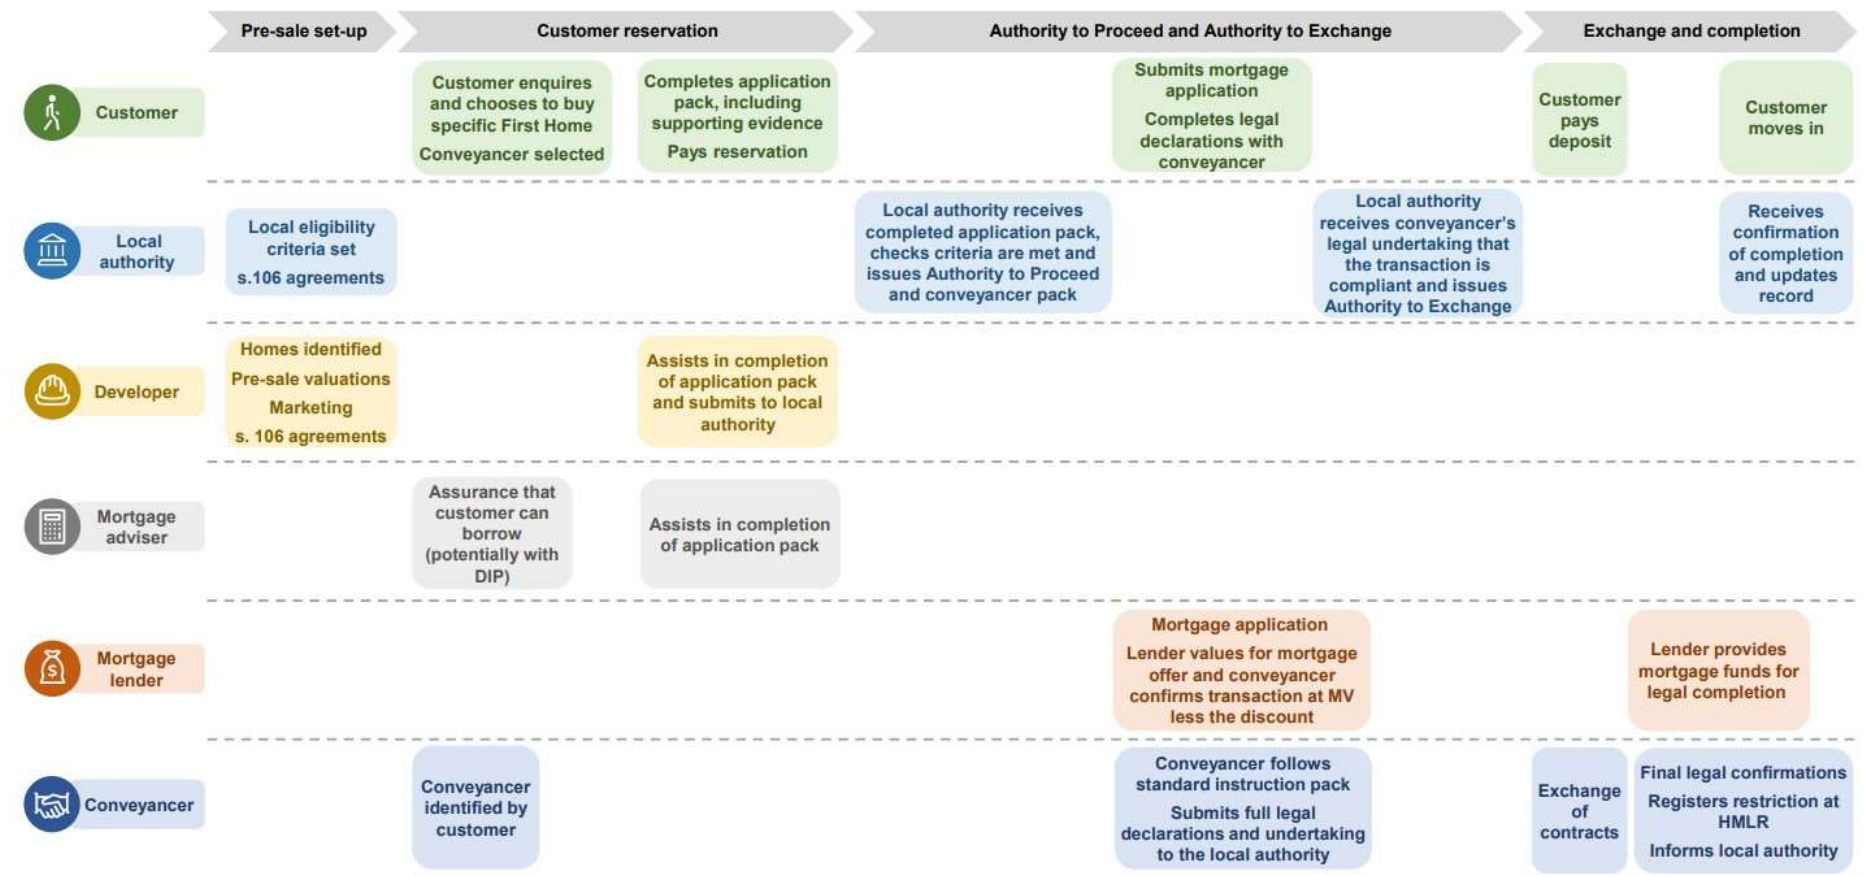 Pre-sale set-up
Customer reservation
Authority to Proceed and Authority to Exchange
Exchange and completion
Customer
Customer enquires
and chooses to buy
specific First Home
Conveyancer selected
Completes application
pack, including
supporting evidence
Pays reservation
Submits mortgage
application
Completes legal
declarations with
conveyancer
Customer
pays
deposit
Customer
moves in
Local
authority
Local eligibility
criteria set
s.106 agreements
Local authority receives
completed application pack,
checks criteria are met and
issues Authority to Proceed
and conveyancer pack
Local authority
receives conveyancer's
legal undertaking that
the transaction is
compliant and issues
Authority to Exchange
Receives
confirmation
of completion
and updates
record
Developer
Homes identified
Pre-sale valuations
Marketing
s. 106 agreements
Assists in completion
of application pack
and submits to local
authority
Mortgage
adviser
Assurance that
customer can
borrow
(potentially with
DIP)
Assists in completion
of application pack
Mortgage
lender
Mortgage application
Lender values for mortgage
offer and conveyancer
confirms transaction at MV
less the discount
Lender provides
mortgage funds for
legal completion
Conveyancer
Conveyancer
identified by
customer
Conveyancer follows
standard instruction pack
Submits full legal
declarations and undertaking
to the local authority
Exchange
of
contracts
Final legal confirmations
Registers restriction at
HMLR
Informs local authority